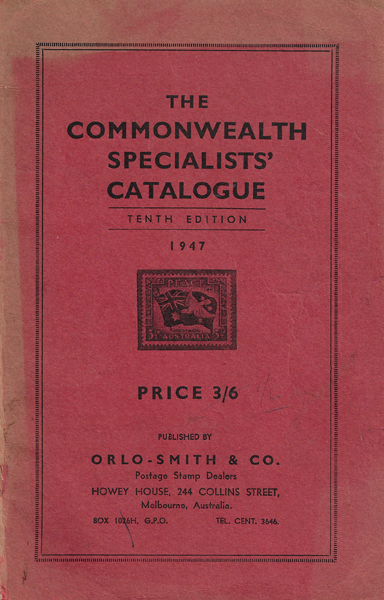 THE
COMMONWEALTH
SPECIALISTS'
CATALOGUE
TENTH EDITION
1947
PEACE
AUSTRALIA
PRICE 3/6
PUBLISHED BY
ORLO-SMITH & CO.
Postage Stamp Dealers
HOWEY HOUSE, 244 COLLINS STREET,
Melbourne, Australia.
BOX 1026H, G.P.O. TEL. CENT. 3646.